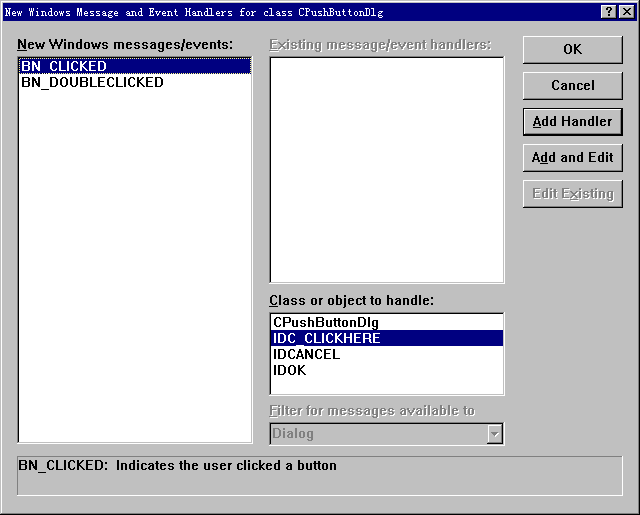 New Windows Message and Event Handlers for class CPushButtonDlg
New Windows messages/events:
BN_CLICKED
BN_DOUBLECLICKED
Existing message/event handlers:
OK
Cancel
Add Handler
Add and Edit
Edit Existing
Class or object to handle:
CPushButtonDlg
IDC_CLICKHERE
IDCANCEL
IDOK
Filter for messages available to
Dialog
BN_CLICKED:  Indicates the user clicked a button